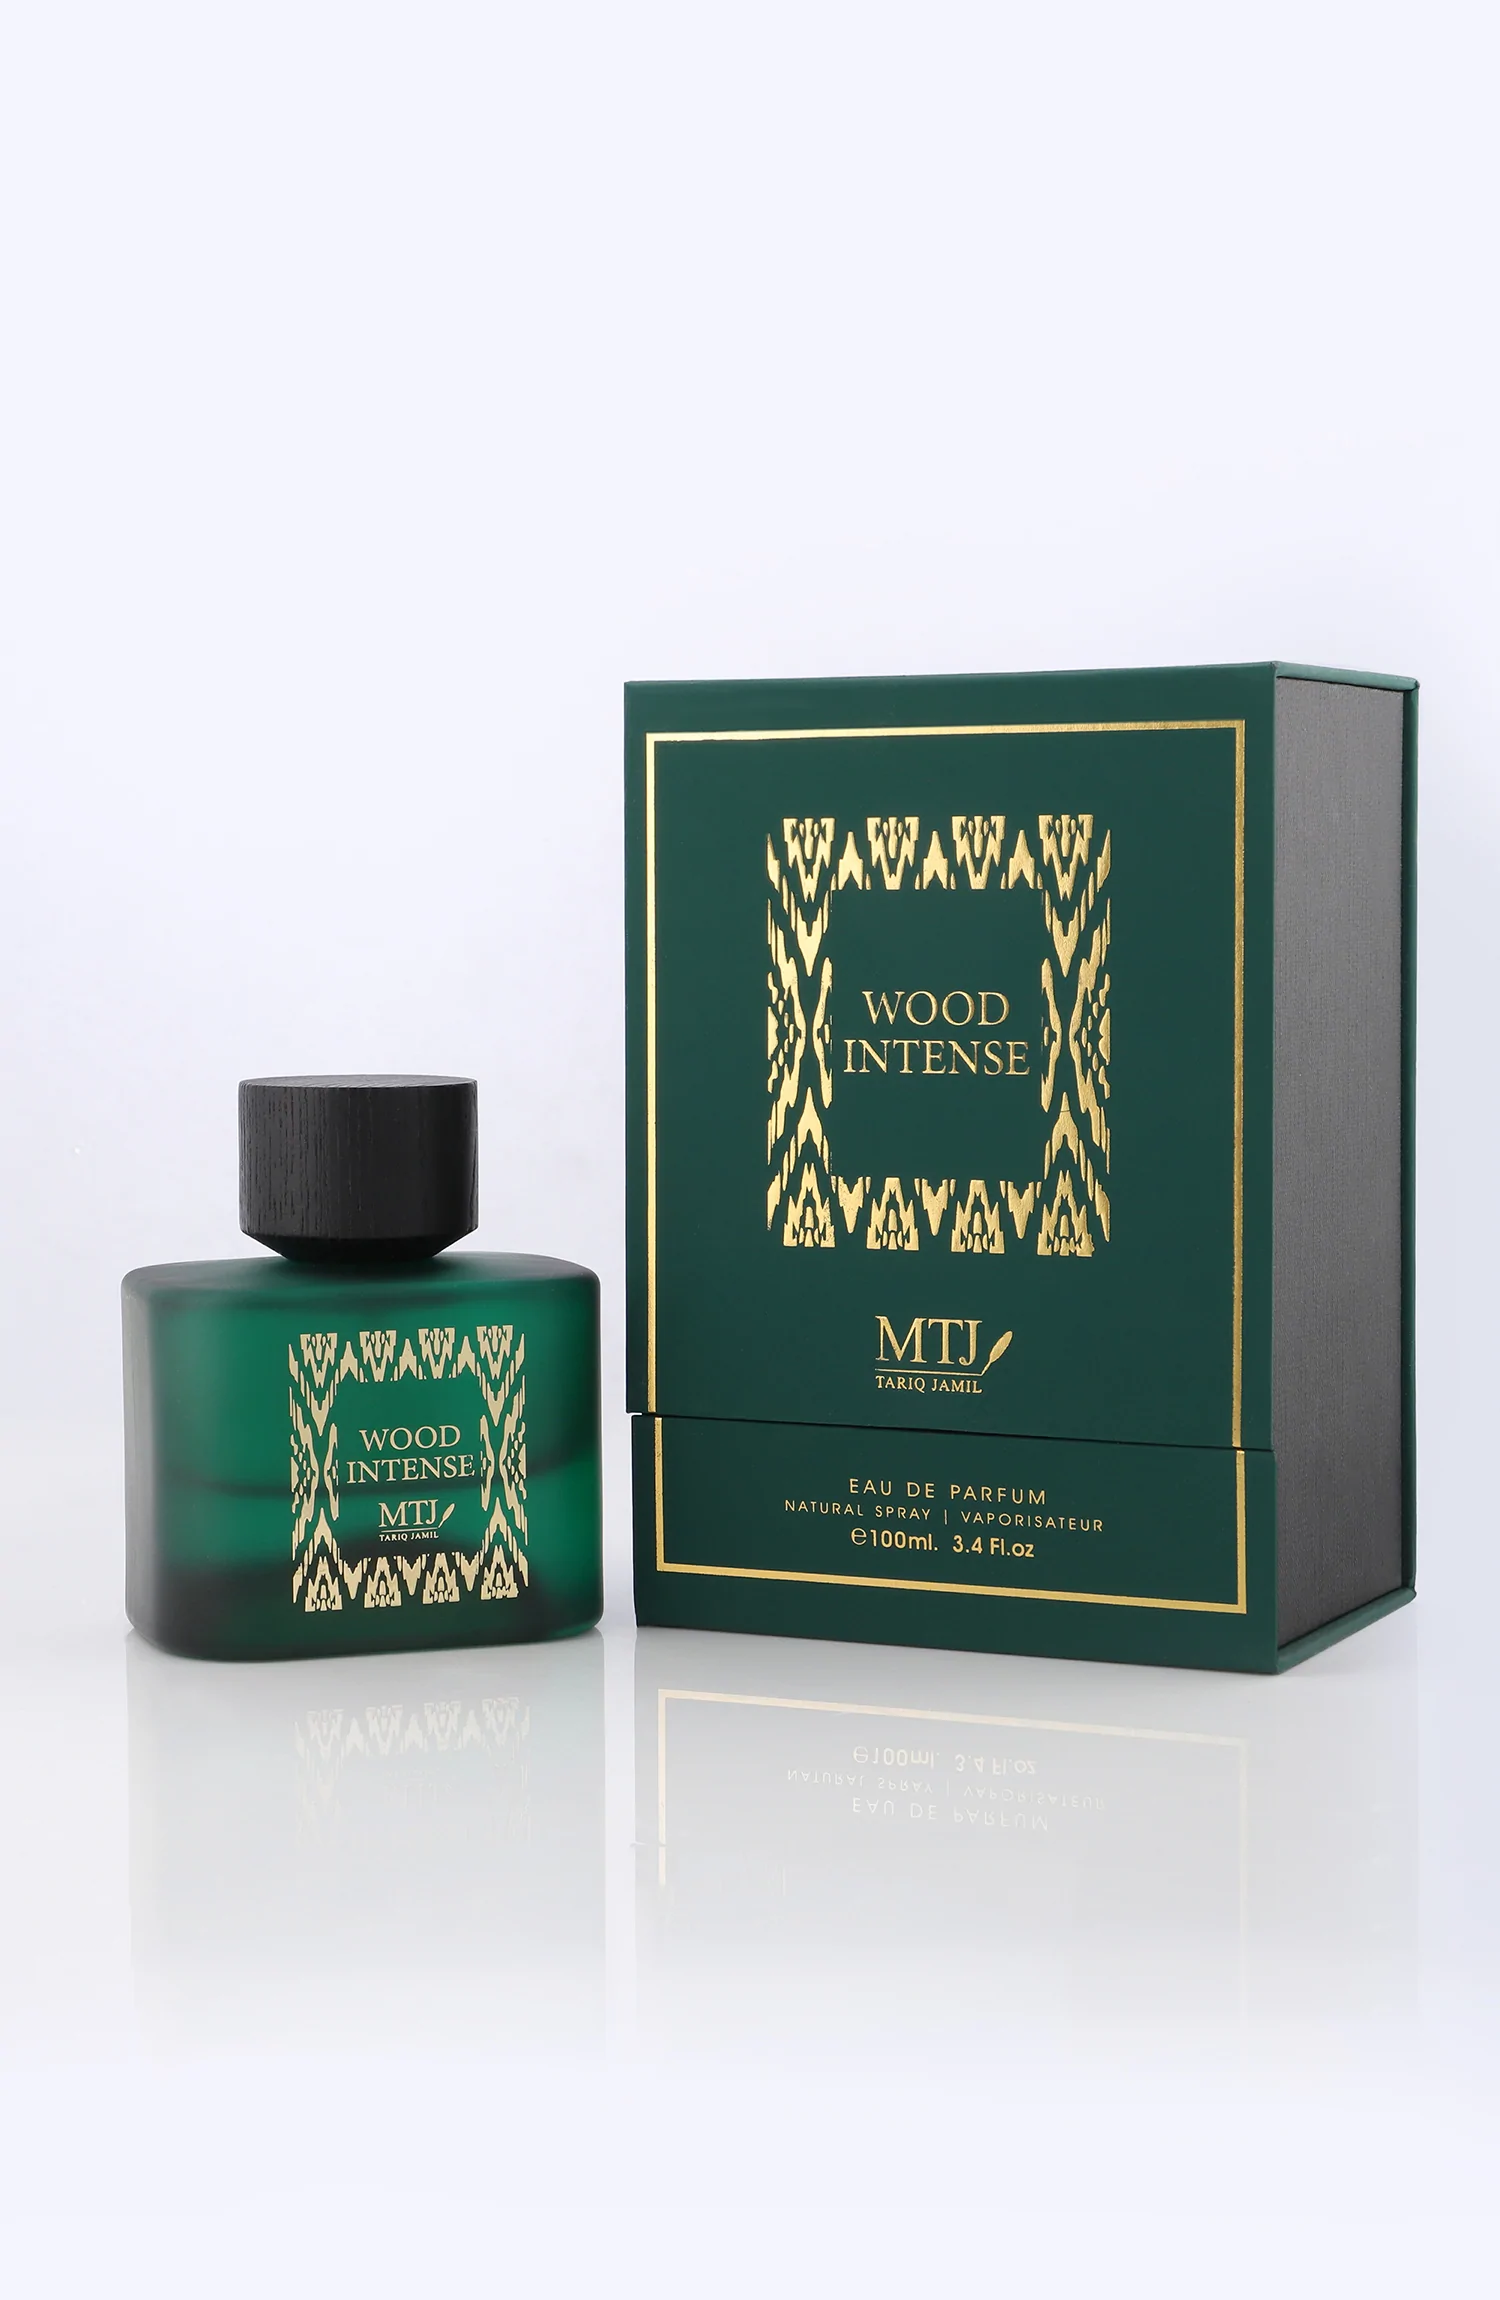 WOOD
INTENSE
MTJ
TARIQ JAMIL
EAU DE PARFUM
NATURAL SPRAY | VAPORISATEUR
℮100ml. 3.4 Fl.oz
WOOD
INTENSE
MTJ
TARIQ JAMIL